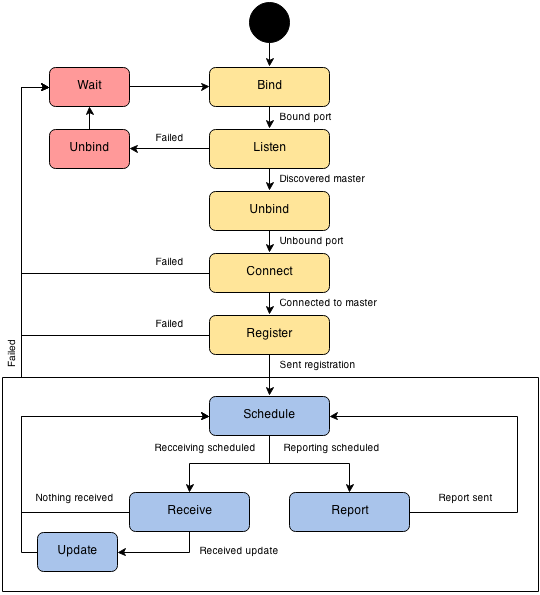 Wait
Bind
Bound port
Unbind
Failed
Listen
Discovered master
Unbind
Unbound port
Failed
Connect
Connected to master
Failed
Register
Failed
Sent registration
Schedule
Recceiving scheduled
Reporting scheduled
Nothing received
Receive
Report
Report sent
Update
Received update